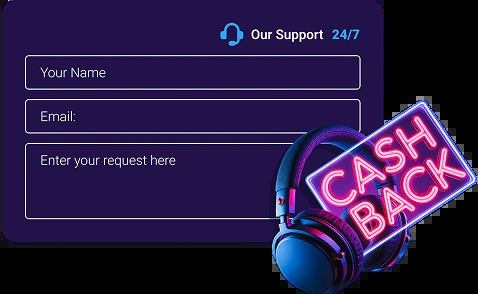 Our Support 24/7
Your Name
Email:
Enter your request here
CASH
BACK